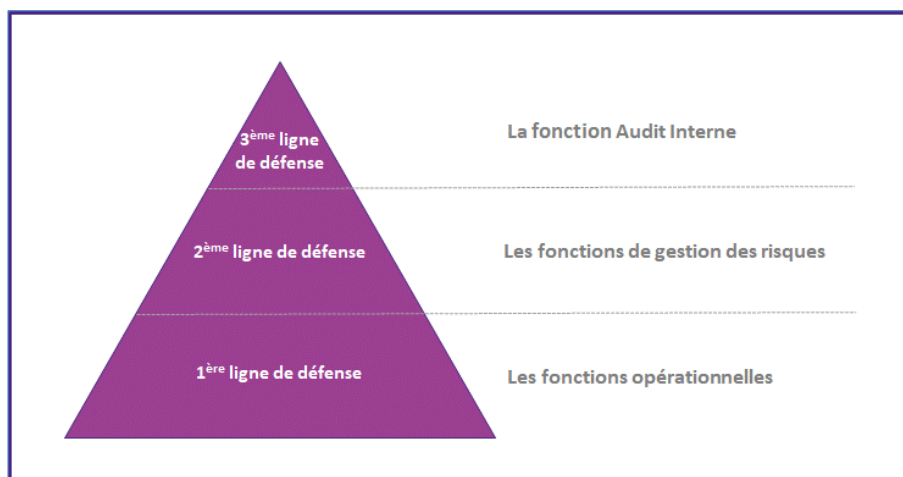 3ème ligne
de défense
La fonction Audit Interne
2ème ligne de défense
Les fonctions de gestion des risques
1ère ligne de défense
Les fonctions opérationnelles